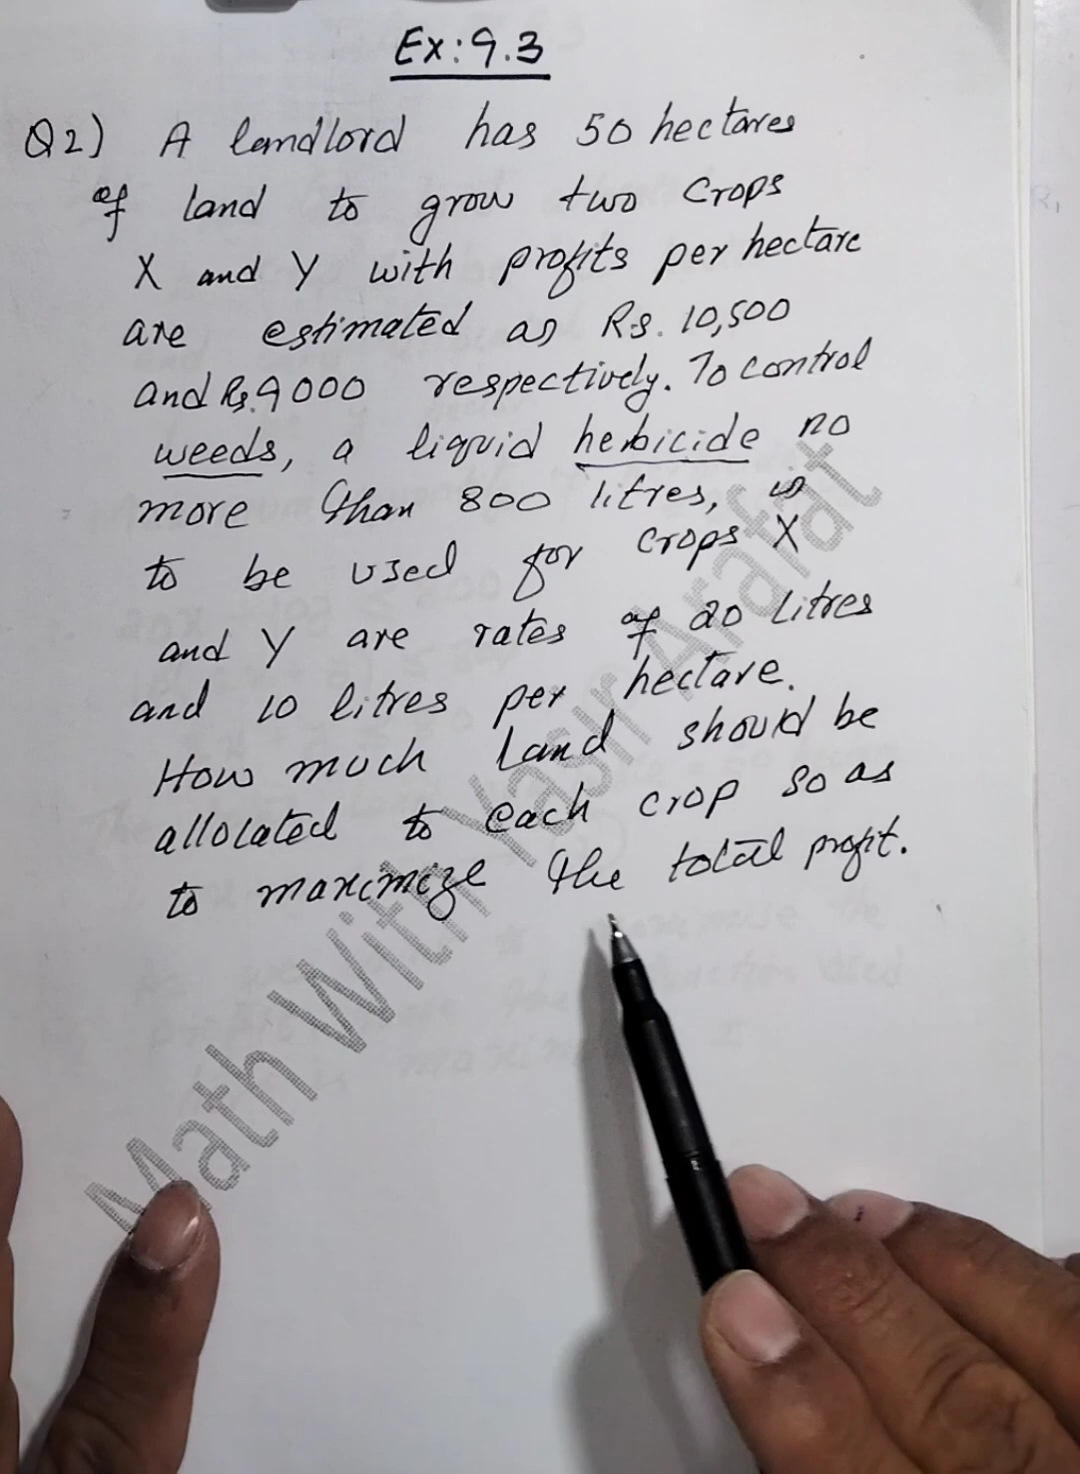 Ex: 9.3
Q2) A landlord has 50 hectares
of land to grow two crops
X and Y with profits per hectare
are estimated as Rs. 10,500
and Rs. 9000 respectively. To control
weeds, a liquid herbicide no
more than 800 litres, is
to be used for crops X
and Y are rates of 20 litres
and 10 litres per hectare.
How much land should be
allocated to each crop so as
to maximize the total profit.
Math With Yasir Arafat